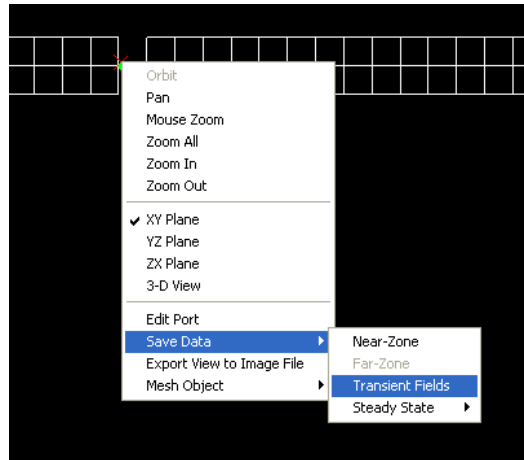 Orbit
Pan
Mouse Zoom
Zoom All
Zoom In
Zoom Out
XY Plane
YZ Plane
ZX Plane
3-D View
Edit Port
Save Data
Export View to Image File
Mesh Object
Near-Zone
Far-Zone
Transient Fields
Steady State